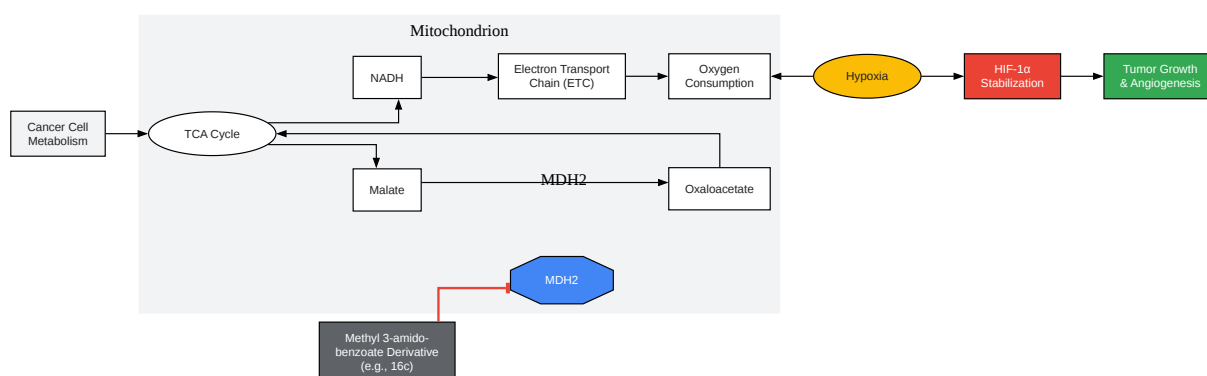 Mitochondrion
NADH
Electron Transport
Chain (ETC)
Oxygen
Consumption
Hypoxia
HIF-1α
Stabilization
Tumor Growth
& Angiogenesis
Cancer Cell
Metabolism
TCA Cycle
Malate
MDH2
Oxaloacetate
MDH2
Methyl 3-amido-
benzoate Derivative
(e.g., 16c)